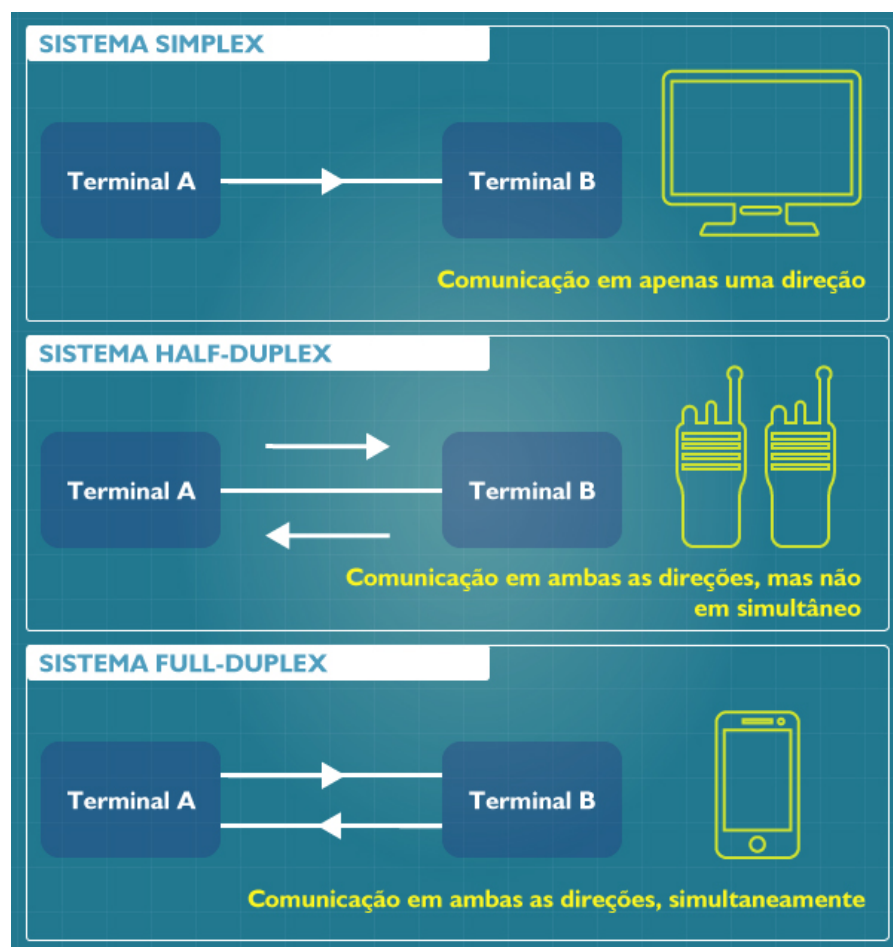 SISTEMA SIMPLEX
Terminal A
Terminal B
Comunicação em apenas uma direção
SISTEMA HALF-DUPLEX
Terminal A
Terminal B
Comunicação em ambas as direções, mas não
em simultâneo
SISTEMA FULL-DUPLEX
Terminal A
Terminal B
Comunicação em ambas as direções, simultaneamente